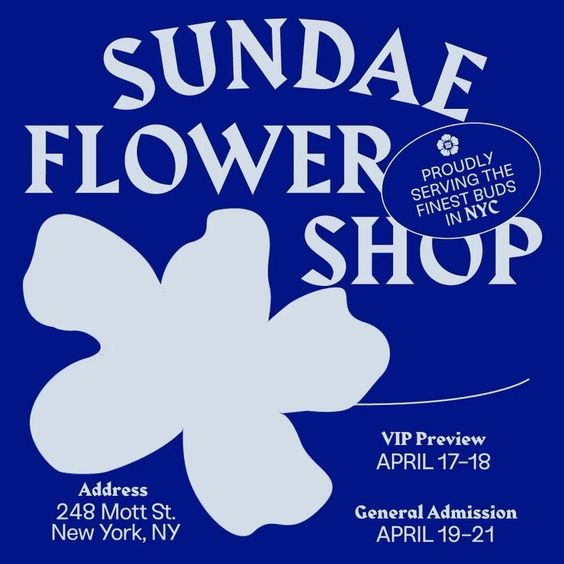 SUNDAE
FLOWER
SHOP
PROUDLY
SERVING THE
FINEST BUDS
IN NYC
VIP Preview
APRIL 17–18
Address
248 Mott St.
New York, NY
General Admission
APRIL 19–21